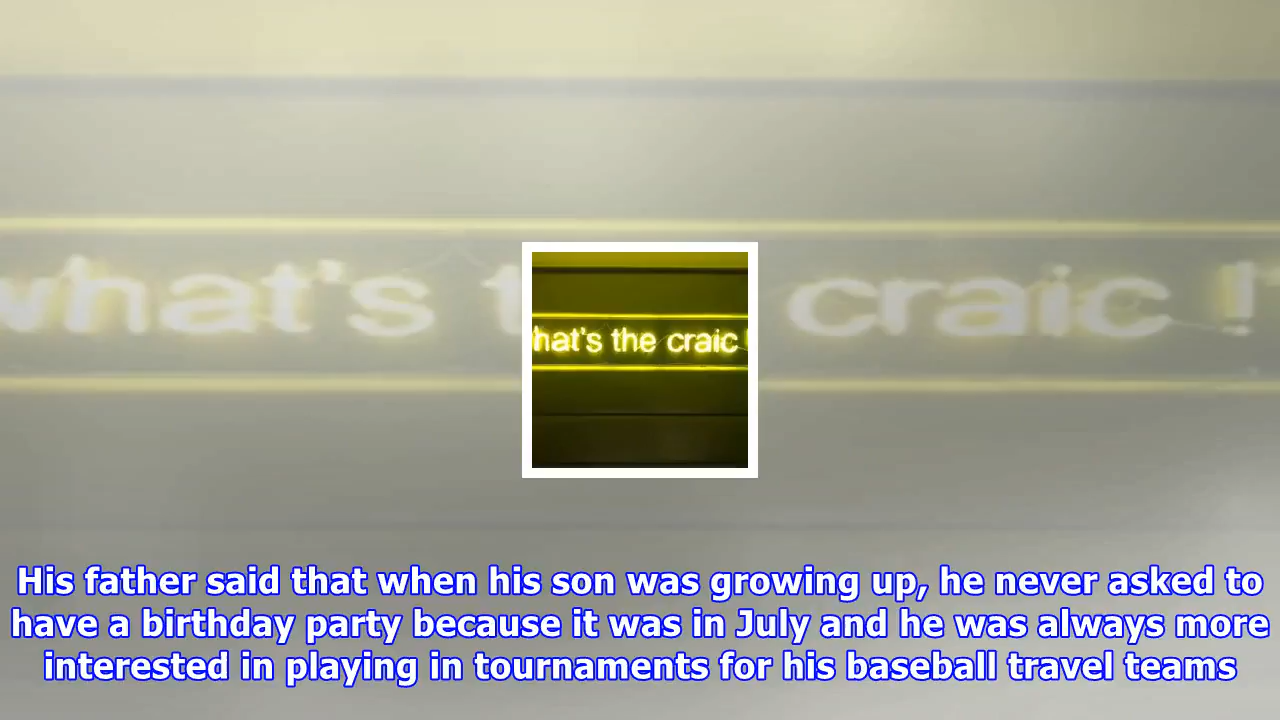 what's t craic !
hat's the craic
His father said that when his son was growing up, he never asked to
have a birthday party because it was in July and he was always more
interested in playing in tournaments for his baseball travel teams